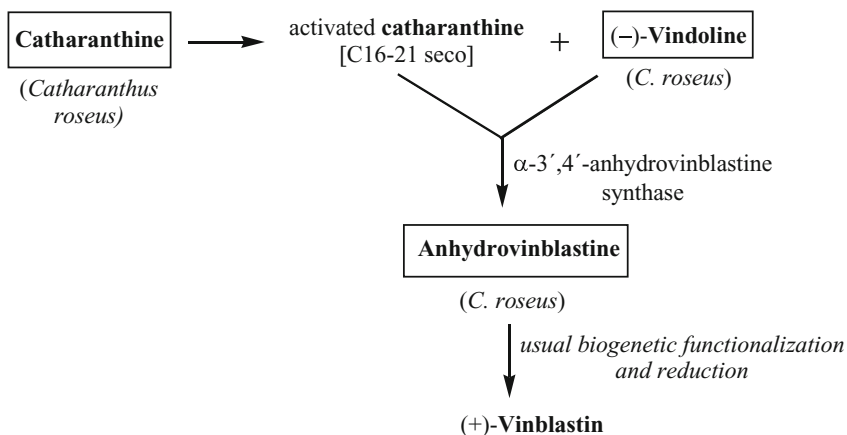 Catharanthine
(Catharanthus
roseus)
activated catharanthine
[C16-21 seco]
+
(−)-Vindoline
(C. roseus)
α-3´,4´-anhydrovinblastine
synthase
Anhydrovinblastine
(C. roseus)
usual biogenetic functionalization
and reduction
(+)-Vinblastin